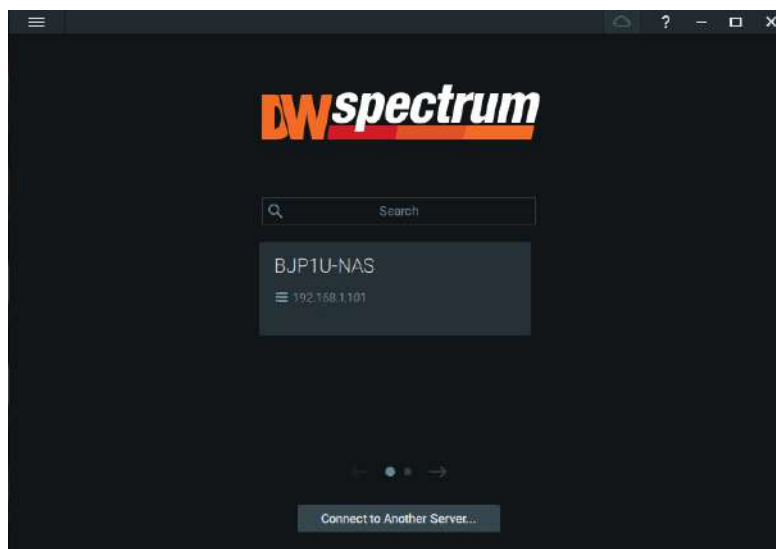 ?
DWspectrum
Search
BJP1U-NAS
192.168.1.101
Connect to Another Server...